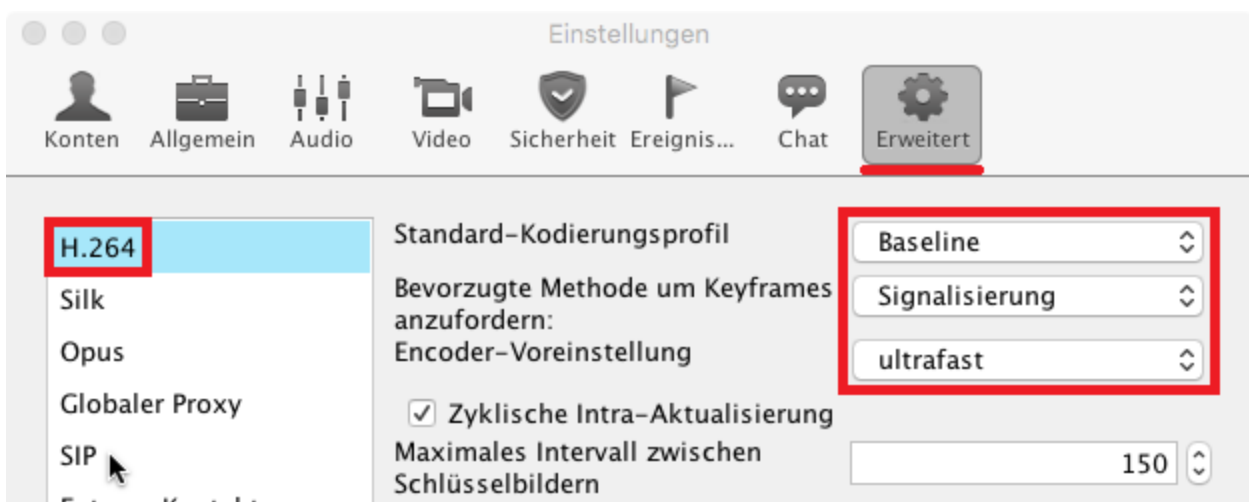 Einstellungen
Konten Allgemein Audio Video Sicherheit Ereignis... Chat Erweitert
H.264
Silk
Opus
Globaler Proxy
SIP
Standard-Kodierungsprofil Baseline
Bevorzugte Methode um Keyframes
anzufordern: Signalisierung
Encoder-Voreinstellung ultrafast
Zyklische Intra-Aktualisierung
Maximales Intervall zwischen
Schlüsselbildern 150